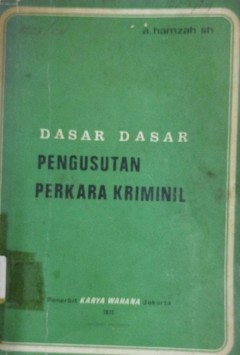 a. hamzah sh
DASAR DASAR
PENGUSUTAN
PERKARA KRIMINIL
Penerbit KARYA WAHANA Jakarta